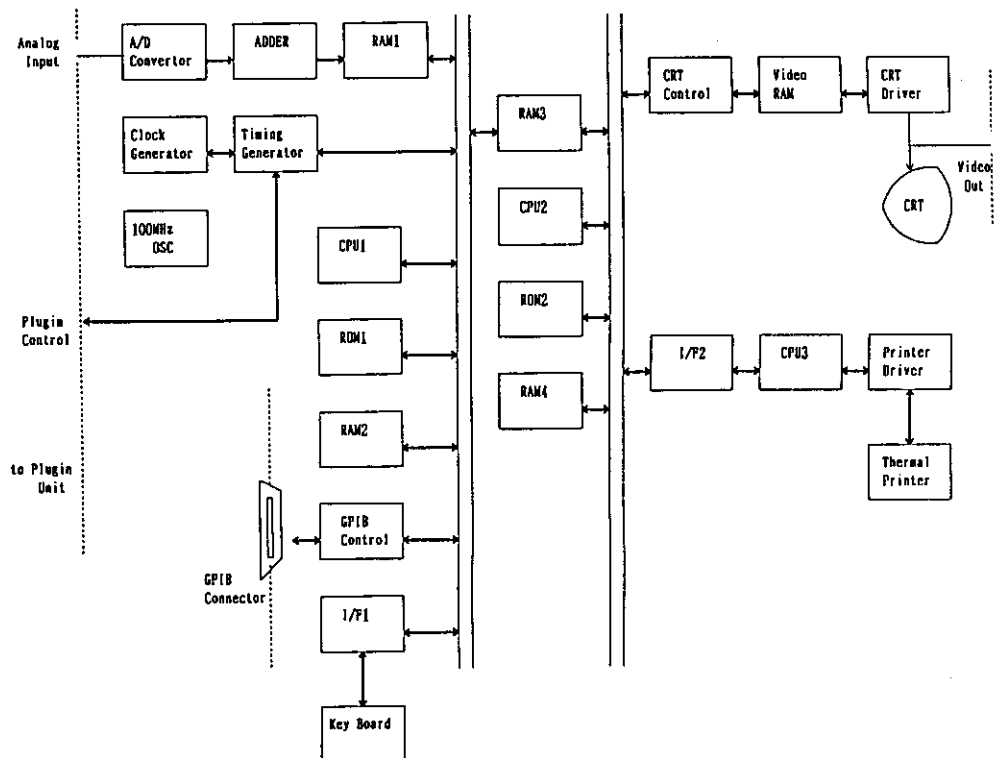 Analog
Input
A/D
Convertor
ADDER
RAM1
CRT
Control
Video
RAM
CRT
Driver
RAM3
Clock
Generator
Timing
Generator
Video
Out
CRT
CPU2
100MHz
OSC
CPU1
Plugin
Control
ROM1
ROM2
I/F2
CPU3
Printer
Driver
RAM4
RAM2
to Plugin
Unit
Thermal
Printer
GPIB
Control
GPIB
Connector
I/F1
Key Board